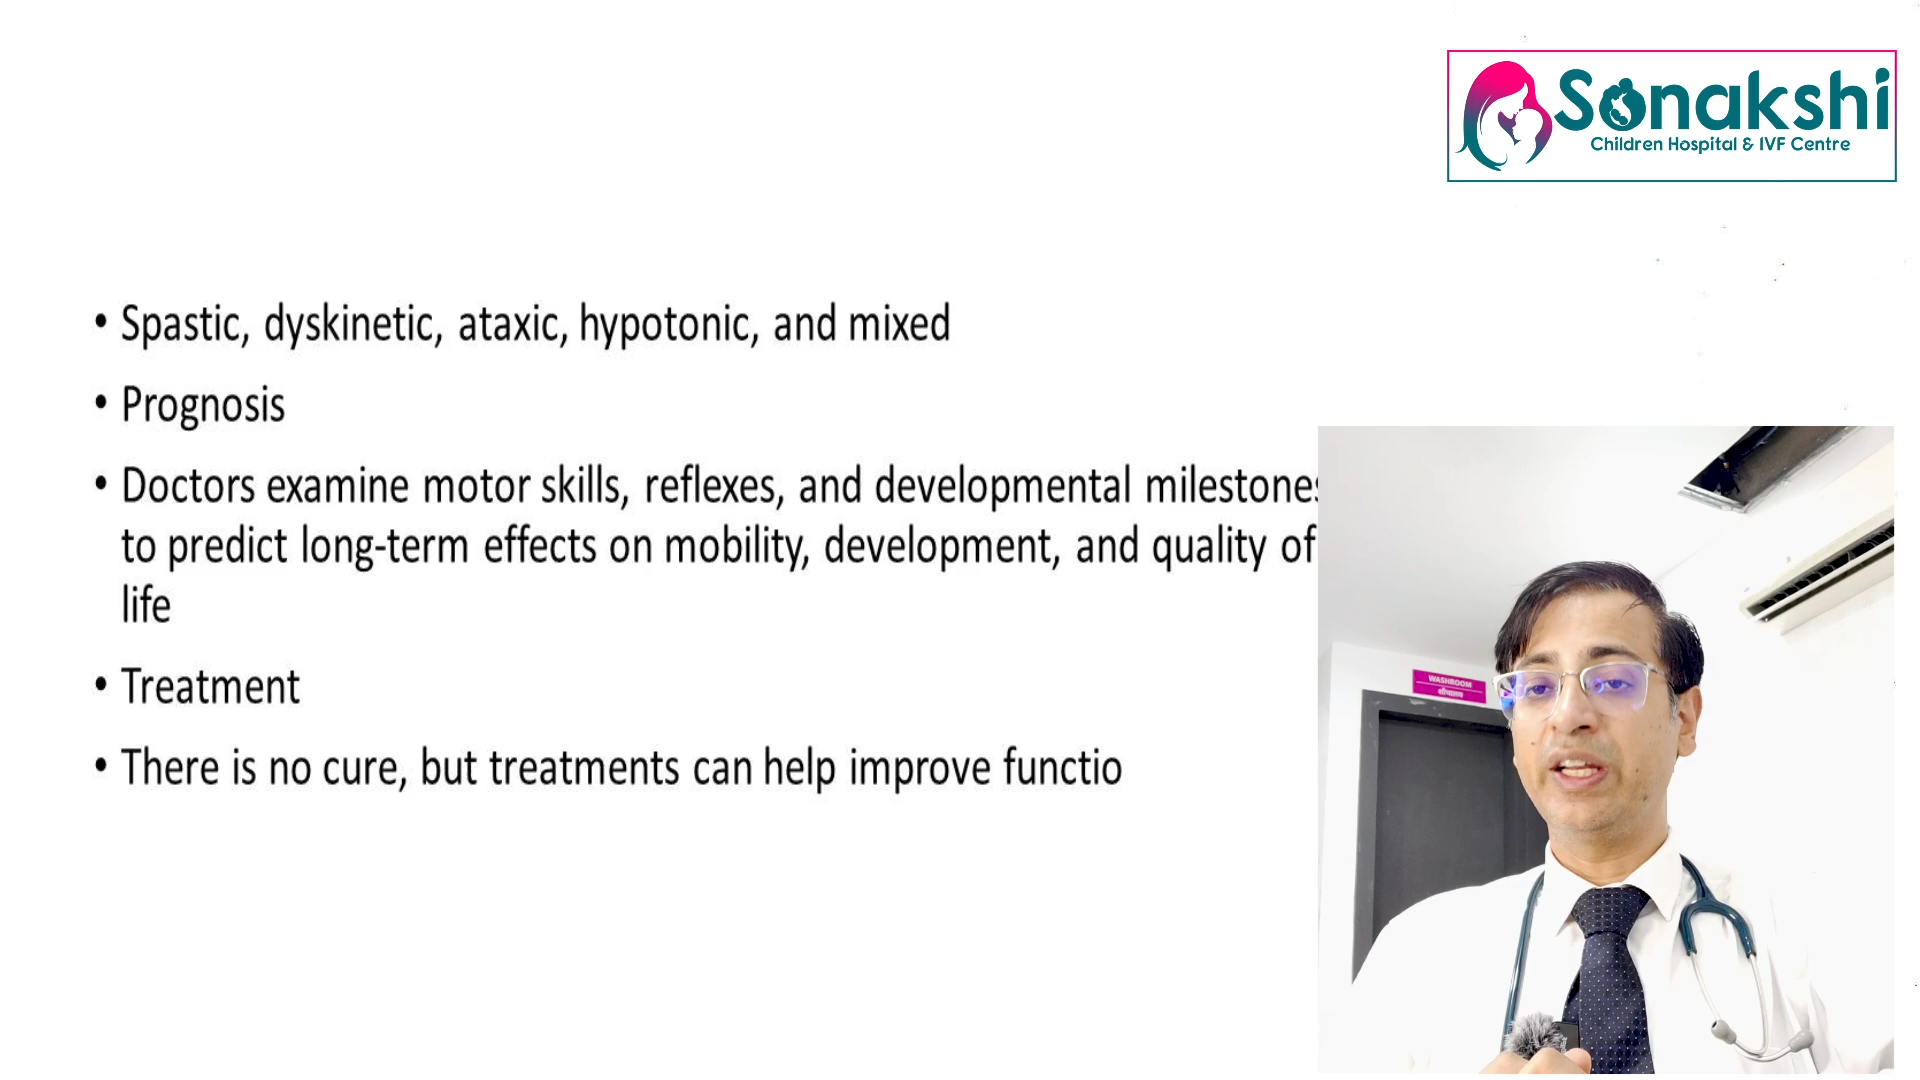 Sonakshi
Children Hospital & IVF Centre
• Spastic, dyskinetic, ataxic, hypotonic, and mixed
• Prognosis
• Doctors examine motor skills, reflexes, and developmental milestones
to predict long-term effects on mobility, development, and quality of
life
• Treatment
• There is no cure, but treatments can help improve functio
WASHROOM
शौचालय